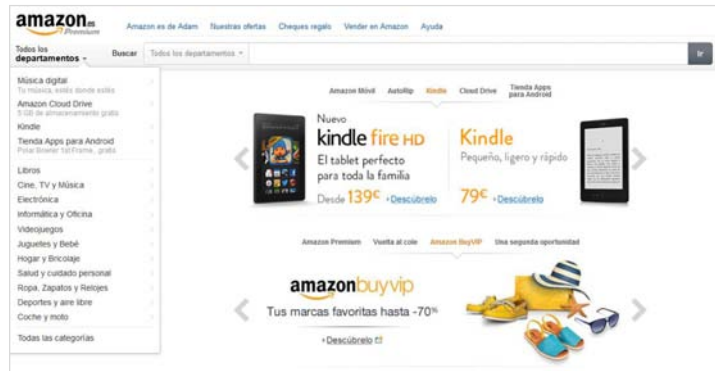 amazon.es
Premium
Amazon.es de Adam Nuestras ofertas Cheques regalo Vender en Amazon Ayuda
Todos los
departamentos
Buscar Todos los departamentos Ir
Música digital
Tu música, estés donde estés
Amazon Cloud Drive
5 GB de almacenamiento gratis
Kindle
Tienda Apps para Android
gratis
Libros
Cine, TV y Música
Electrónica
Informática y Oficina
Videojuegos
Juguetes y Bebé
Hogar y Bricolaje
Salud y cuidado personal
Ropa, Zapatos y Relojes
Deportes y aire libre
Coche y moto
Todas las categorías
Amazon Móvil AutoRip Kindle Cloud Drive Tienda Apps
para Android
Nuevo
kindle fire HD
El tablet perfecto
para toda la familia
Desde 139€ Descúbrelo
Kindle
Pequeño, ligero y rápido
79€ Descúbrelo
Amazon Premium Vuelta al cole Amazon BuyVIP Una segunda oportunidad
amazonbuyvip
Tus marcas favoritas hasta -70%
Descúbrelo